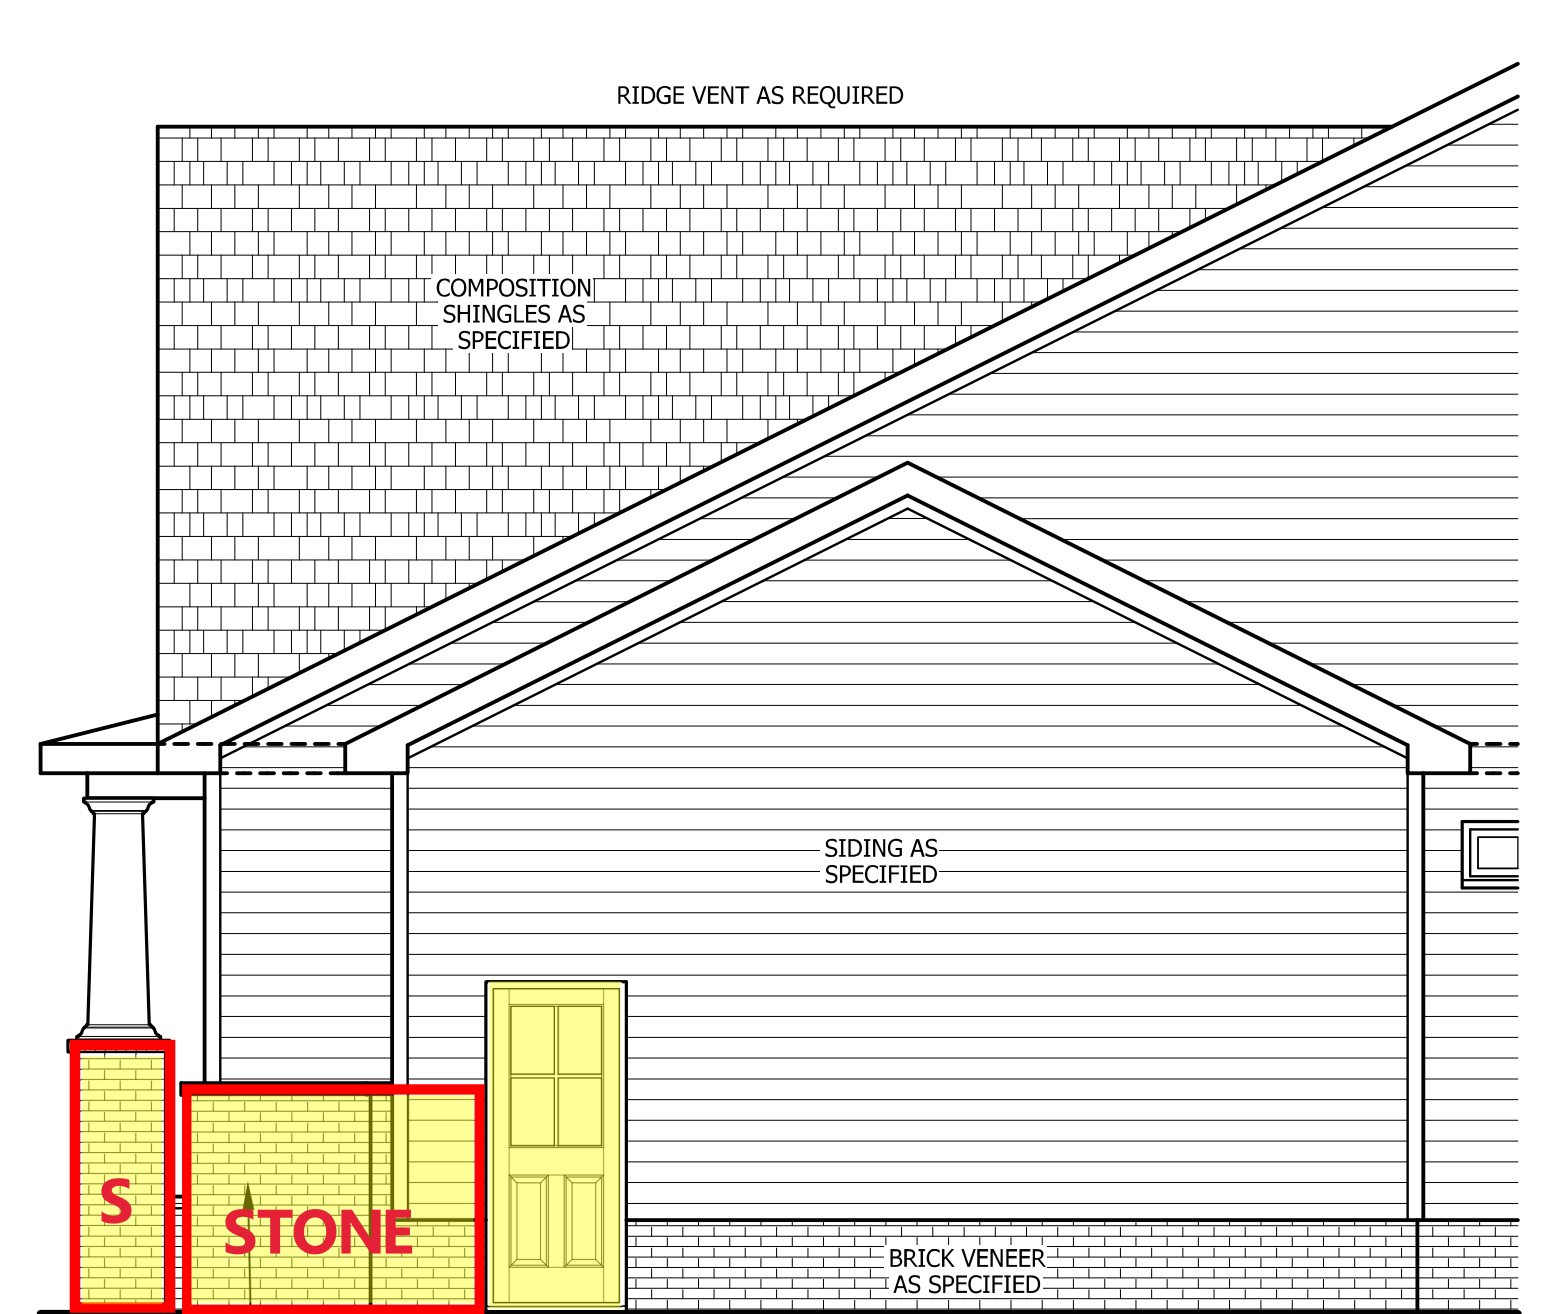 RIDGE VENT AS REQUIRED
COMPOSITION
SHINGLES AS
SPECIFIED
SIDING AS
SPECIFIED
S
STONE
BRICK VENEER
AS SPECIFIED